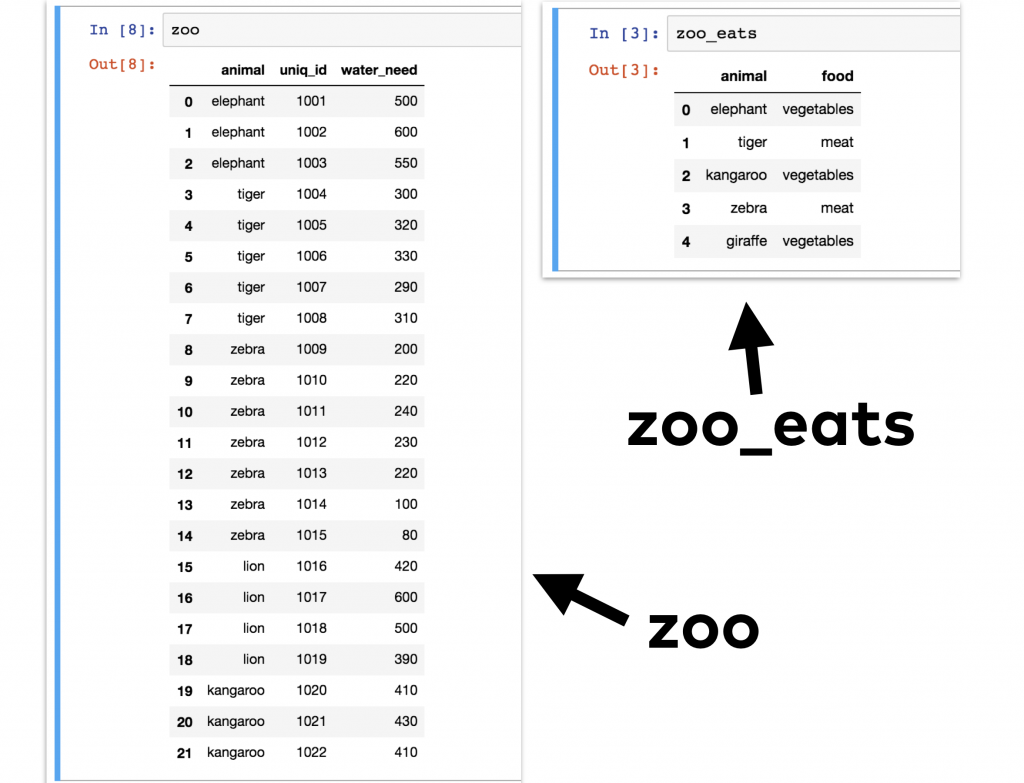 In [8]: zoo
Out[8]:
animal uniq_id water_need
0 elephant 1001 500
1 elephant 1002 600
2 elephant 1003 550
3 tiger 1004 300
4 tiger 1005 320
5 tiger 1006 330
6 tiger 1007 290
7 tiger 1008 310
8 zebra 1009 200
9 zebra 1010 220
10 zebra 1011 240
11 zebra 1012 230
12 zebra 1013 220
13 zebra 1014 100
14 zebra 1015 80
15 lion 1016 420
16 lion 1017 600
17 lion 1018 500
18 lion 1019 390
19 kangaroo 1020 410
20 kangaroo 1021 430
21 kangaroo 1022 410
In [3]: zoo_eats
Out[3]:
animal food
0 elephant vegetables
1 tiger meat
2 kangaroo vegetables
3 zebra meat
4 giraffe vegetables
zoo_eats
zoo